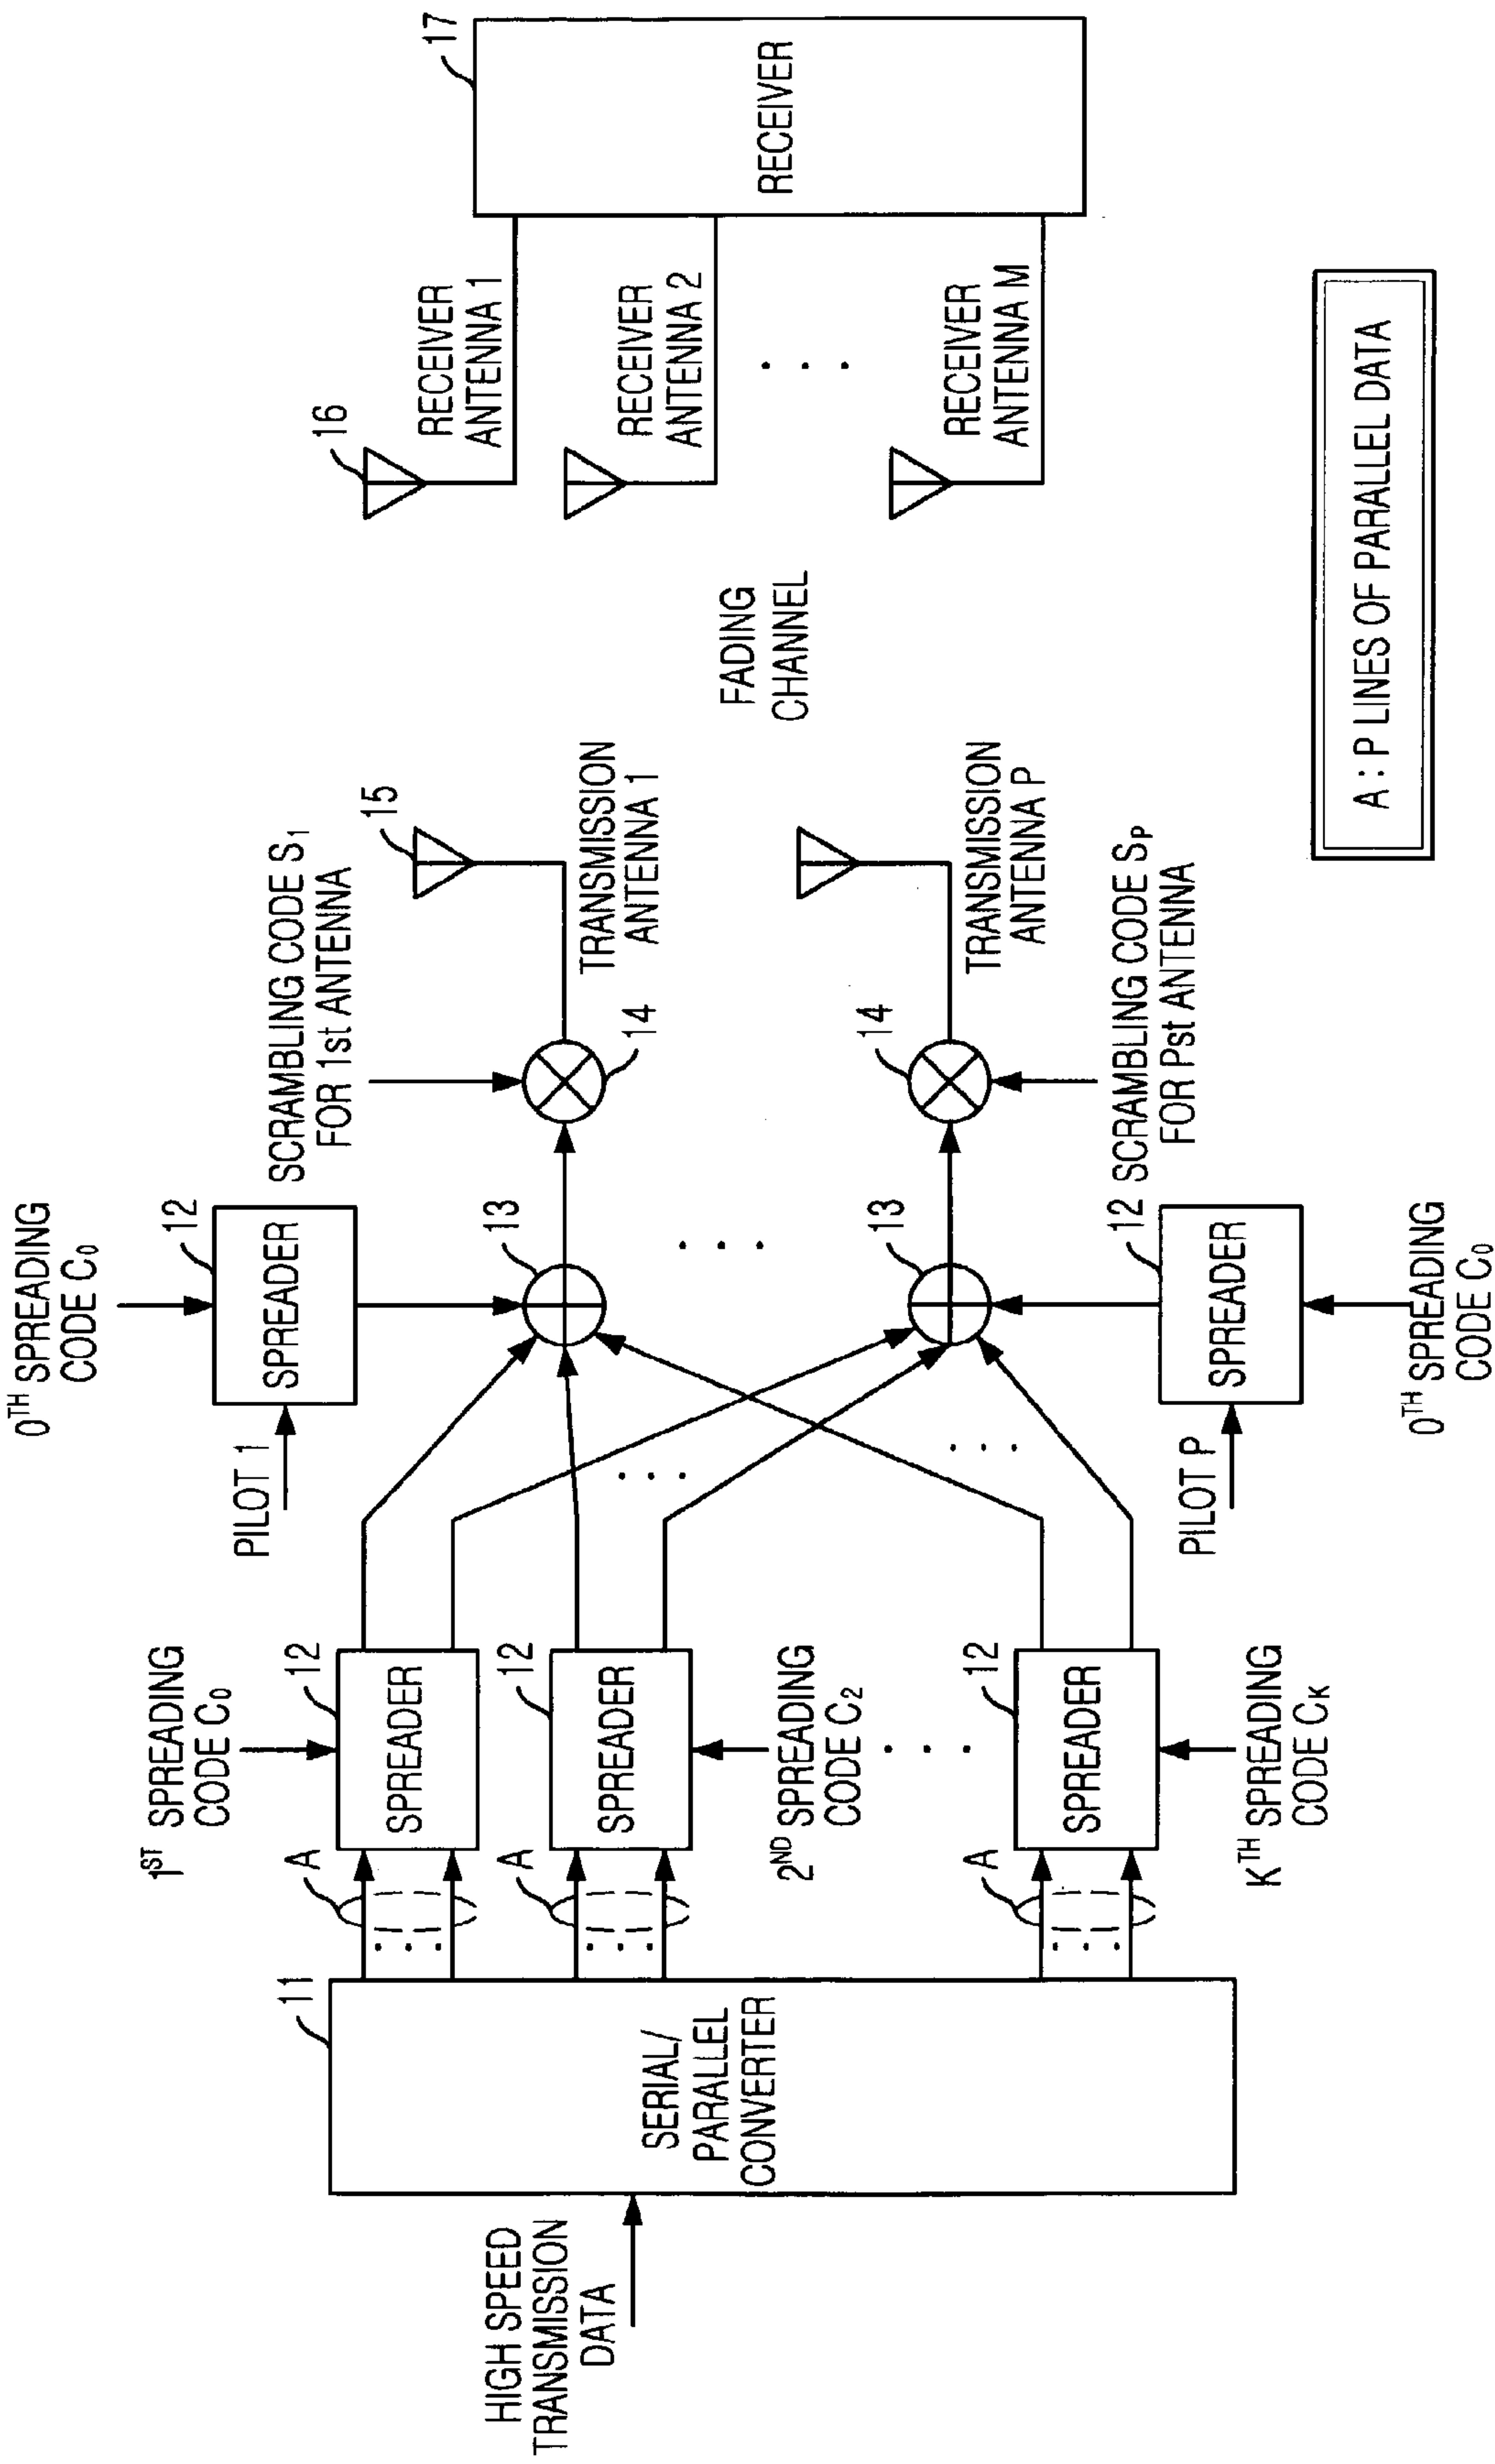 HIGH SPEED
TRANSMISSION
DATA
11
SERIAL/
PARALLEL
CONVERTER
A
A
A
1ST SPREADING
CODE C0
12
SPREADER
12
SPREADER
2ND SPREADING
CODE C2
12
SPREADER
KTH SPREADING
CODE CK
0TH SPREADING
CODE C0
PILOT 1
12
SPREADER
13
13
PILOT P
12
SPREADER
0TH SPREADING
CODE C0
SCRAMBLING CODE S1
FOR 1st ANTENNA
14
14
SCRAMBLING CODE SP
FOR Pst ANTENNA
15
TRANSMISSION
ANTENNA 1
TRANSMISSION
ANTENNA P
FADING
CHANNEL
16
RECEIVER
ANTENNA 1
RECEIVER
ANTENNA 2
RECEIVER
ANTENNA M
17
RECEIVER
A : P LINES OF PARALLEL DATA